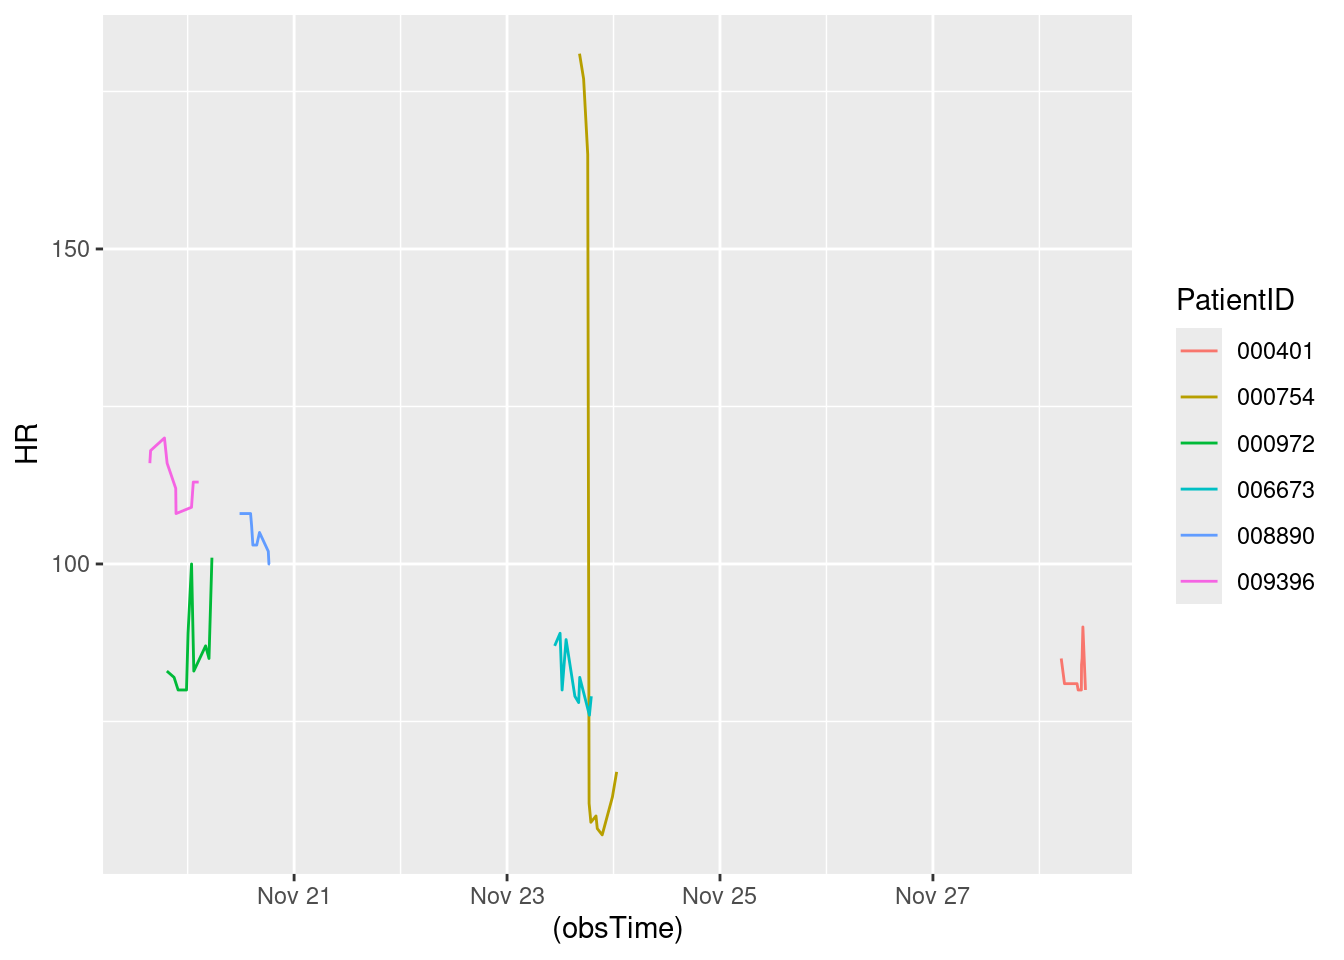 HR
150
100
Nov 21
Nov 23
Nov 25
Nov 27
(obsTime)
PatientID
000401
000754
000972
006673
008890
009396